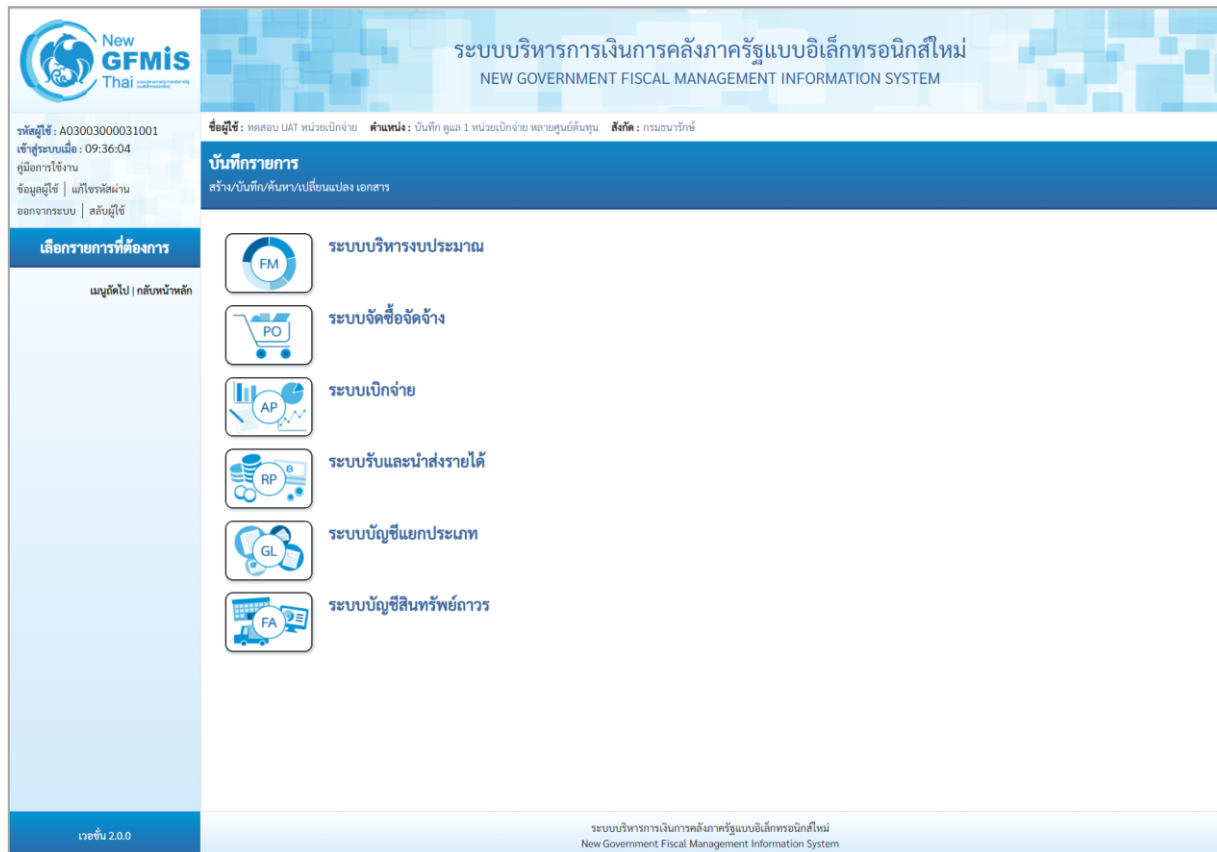 New
GFMiS
Thai
ระบบบริหารการเงินการคลังภาครัฐแบบอิเล็กทรอนิกส์ใหม่
NEW GOVERNMENT FISCAL MANAGEMENT INFORMATION SYSTEM
รหัสผู้ใช้ : A03003000031001
เข้าสู่ระบบเมื่อ : 09:36:04
คู่มือการใช้งาน
ข้อมูลผู้ใช้ | แก้ไขรหัสผ่าน
ออกจากระบบ | สลับผู้ใช้
เลือกรายการที่ต้องการ
เมนูถัดไป | กลับหน้าหลัก
ชื่อผู้ใช้ : ทดสอบ UAT หน่วยเบิกจ่าย ตำแหน่ง : บันทึก ดูแล 1 หน่วยเบิกจ่าย หลายศูนย์ต้นทุน สังกัด : กรมธนารักษ์
บันทึกรายการ
สร้าง/บันทึก/ค้นหา/เปลี่ยนแปลง เอกสาร
FM ระบบบริหารงบประมาณ
PO ระบบจัดซื้อจัดจ้าง
AP ระบบเบิกจ่าย
RP ระบบรับและนำส่งรายได้
GL ระบบบัญชีแยกประเภท
FA ระบบบัญชีสินทรัพย์ถาวร
เวอชั่น 2.0.0
ระบบบริหารการเงินการคลังภาครัฐแบบอิเล็กทรอนิกส์ใหม่
New Government Fiscal Management Information System